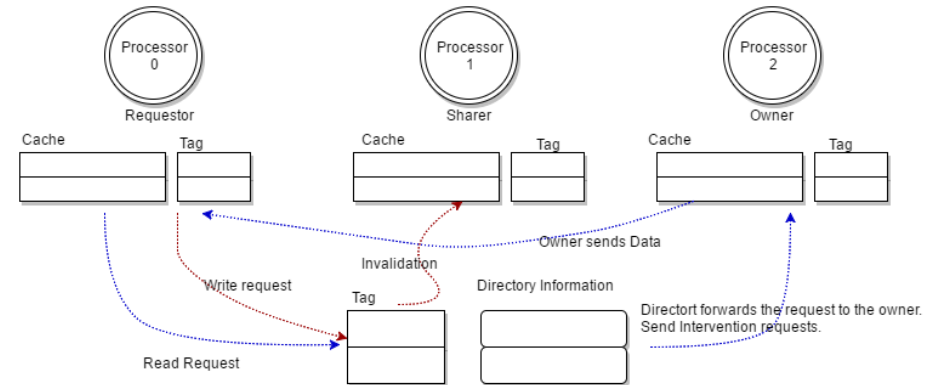 Processor
0
Processor
1
Processor
2
Requestor
Sharer
Owner
Cache
Tag
Cache
Tag
Cache
Tag
Owner sends Data
Invalidation
Write request
Tag
Directory Information
Directort forwards the request to the owner.
Send Intervention requests.
Read Request